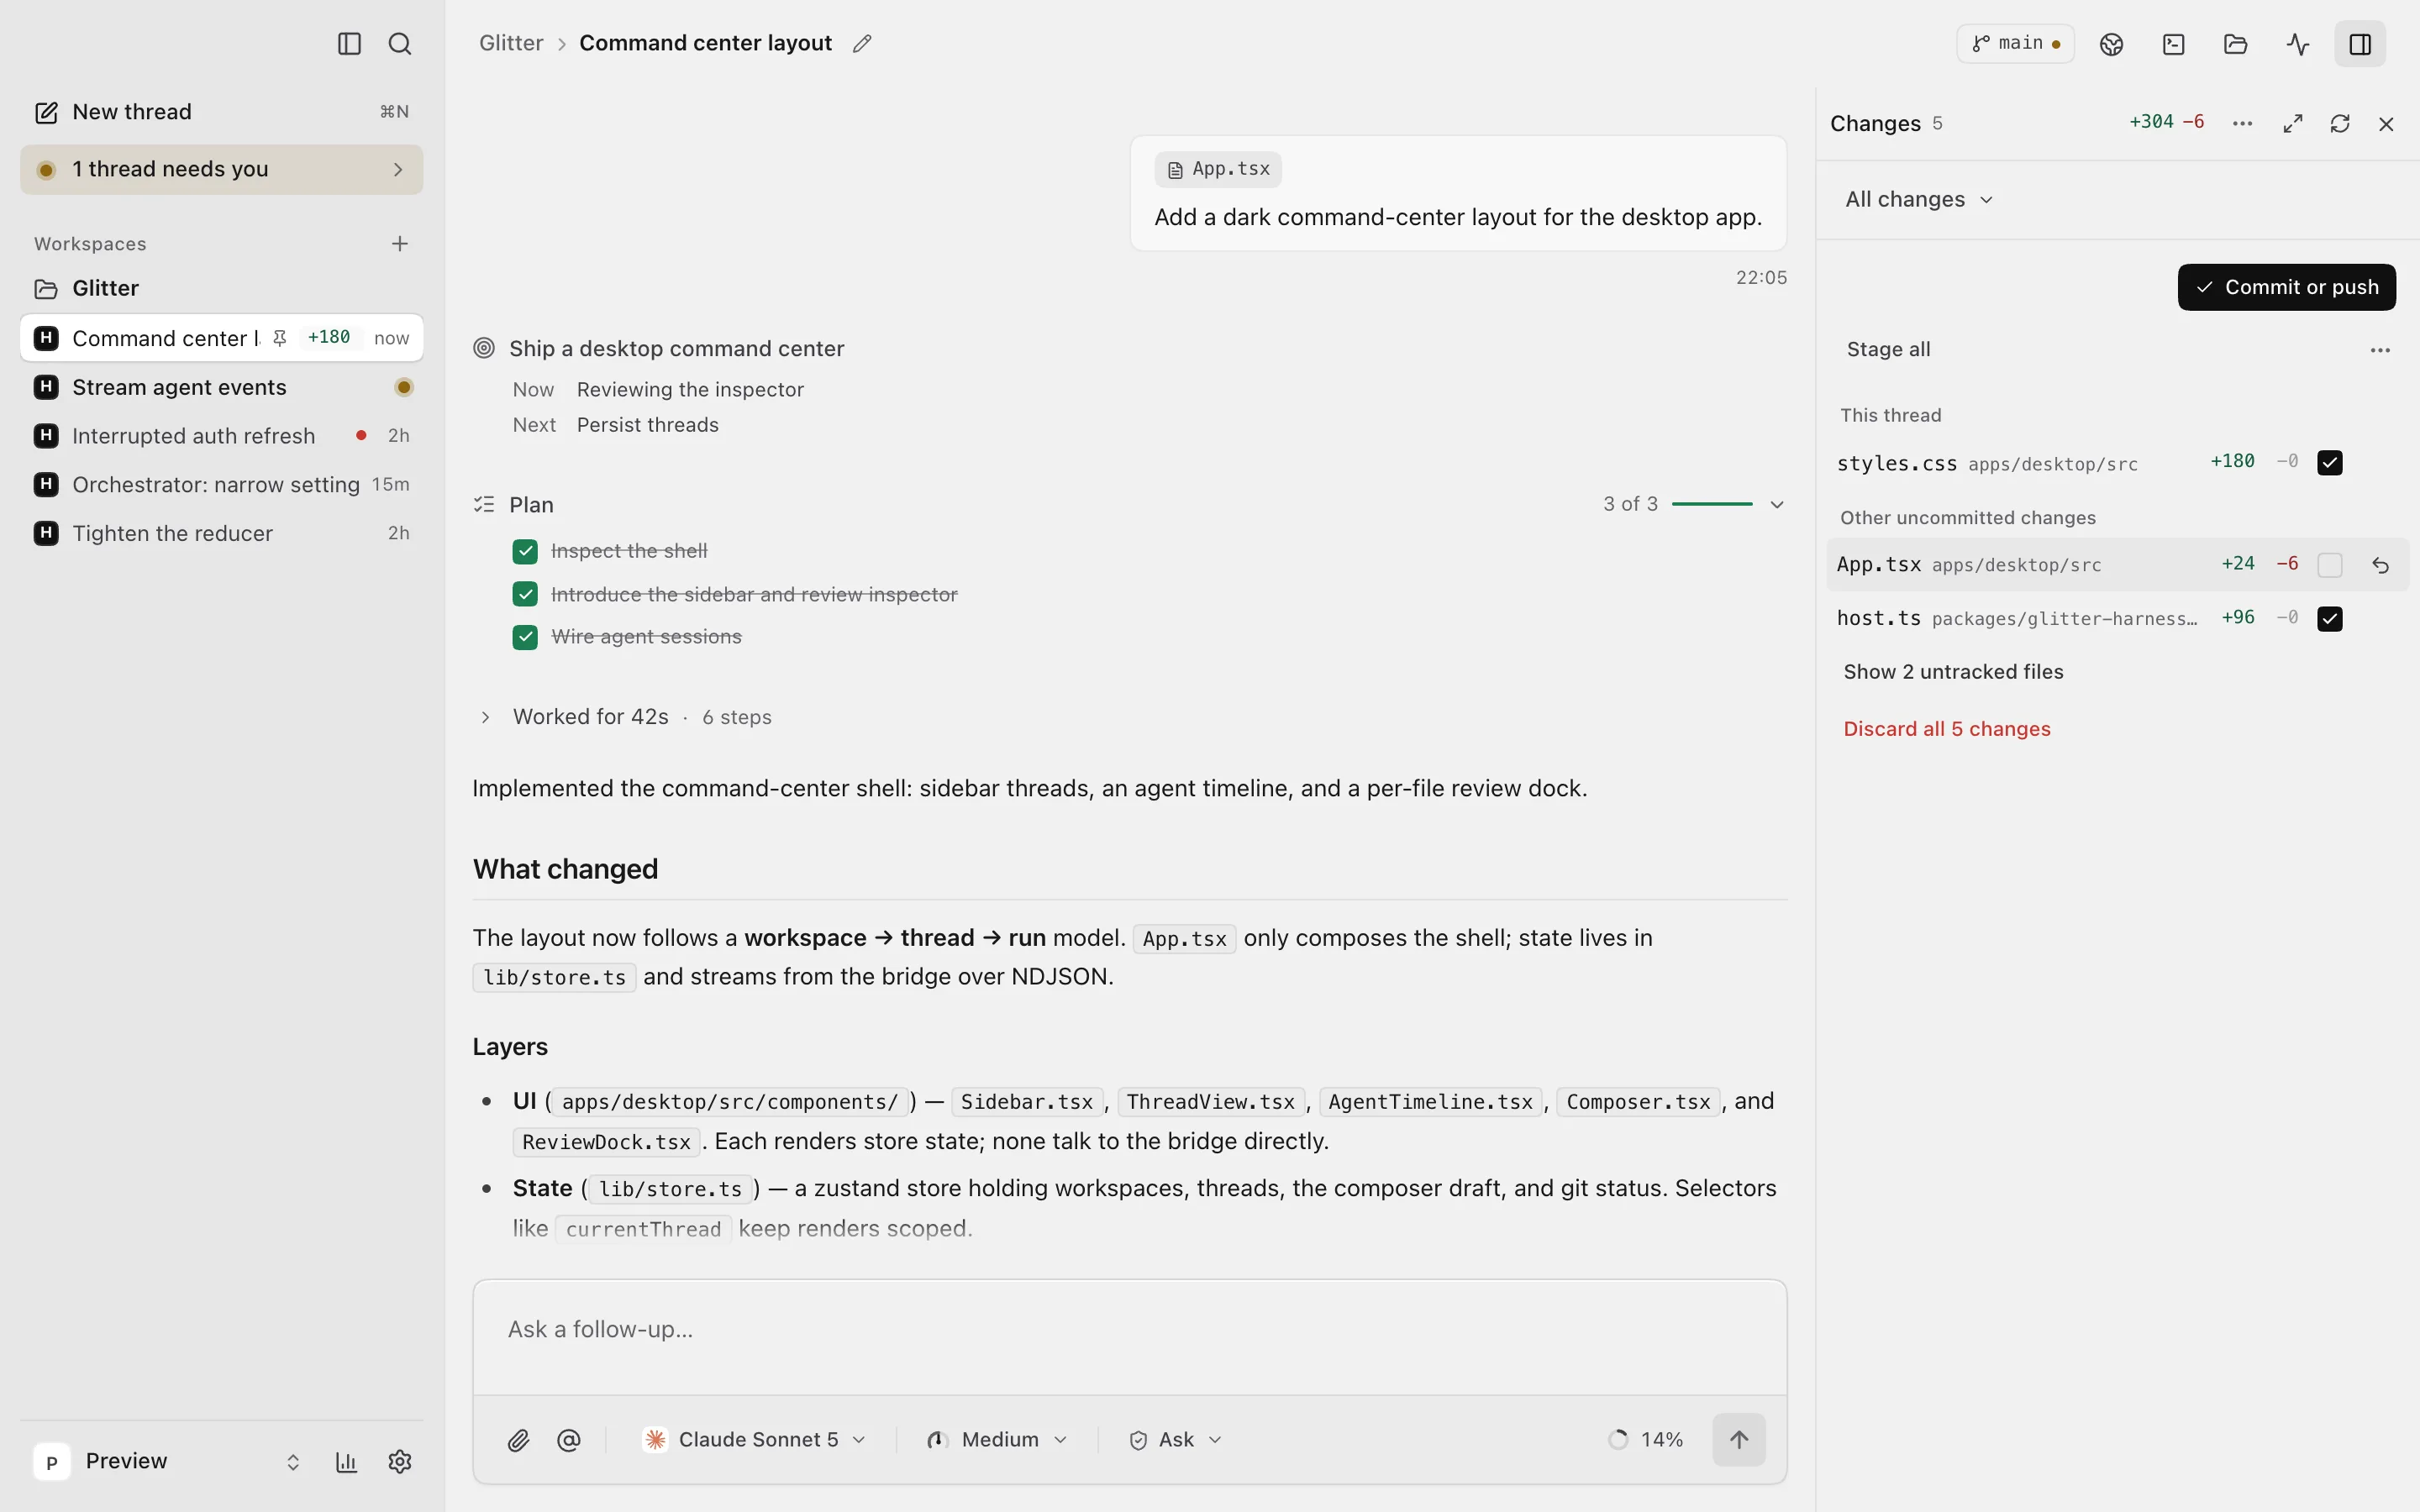 New thread ⌘N
1 thread needs you
Workspaces
Glitter
H Command center l +180 now
H Stream agent events
H Interrupted auth refresh 2h
H Orchestrator: narrow setting 15m
H Tighten the reducer 2h
P Preview
Glitter > Command center layout
main
App.tsx
Add a dark command-center layout for the desktop app.
22:05
Ship a desktop command center
Now Reviewing the inspector
Next Persist threads
Plan 3 of 3
Inspect the shell
Introduce the sidebar and review inspector
Wire agent sessions
Worked for 42s · 6 steps
Implemented the command-center shell: sidebar threads, an agent timeline, and a per-file review dock.
What changed
The layout now follows a workspace → thread → run model. App.tsx only composes the shell; state lives in
lib/store.ts and streams from the bridge over NDJSON.
Layers
• UI (apps/desktop/src/components/) — Sidebar.tsx, ThreadView.tsx, AgentTimeline.tsx, Composer.tsx, and
ReviewDock.tsx. Each renders store state; none talk to the bridge directly.
• State (lib/store.ts) — a zustand store holding workspaces, threads, the composer draft, and git status. Selectors
like currentThread keep renders scoped.
Ask a follow-up...
Claude Sonnet 5 Medium Ask 14%
Changes 5 +304 −6
All changes
Commit or push
Stage all
This thread
styles.css apps/desktop/src +180 −0
Other uncommitted changes
App.tsx apps/desktop/src +24 −6
host.ts packages/glitter-harness… +96 −0
Show 2 untracked files
Discard all 5 changes